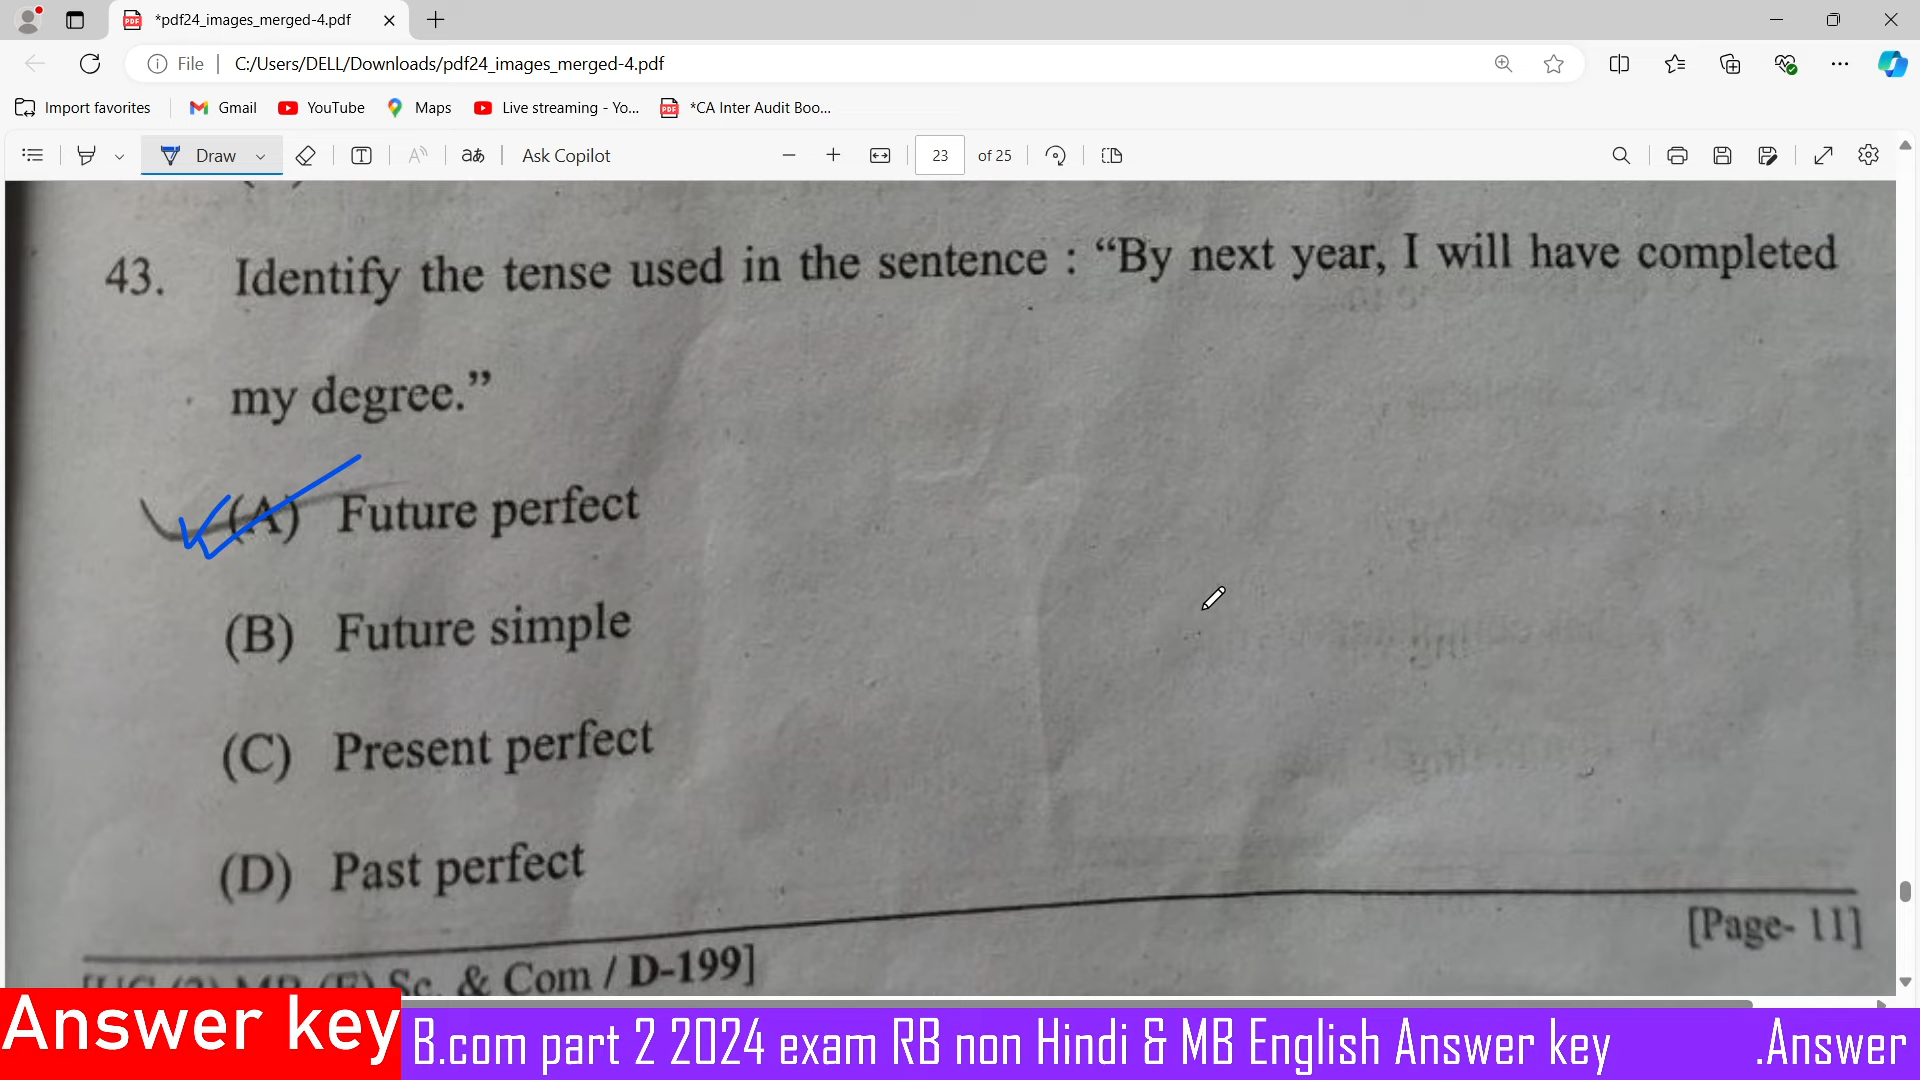 *pdf24_images_merged-4.pdf
File C:/Users/DELL/Downloads/pdf24_images_merged-4.pdf
Import favorites Gmail YouTube Maps Live streaming - Yo... *CA Inter Audit Boo...
Draw Ask Copilot 23 of 25
43. Identify the tense used in the sentence : “By next year, I will have completed
my degree.”
(A) Future perfect
(B) Future simple
(C) Present perfect
(D) Past perfect
[Page- 11]
Sc. & Com / D-199]
Answer key
B.com part 2 2024 exam RB non Hindi & MB English Answer key .Answer